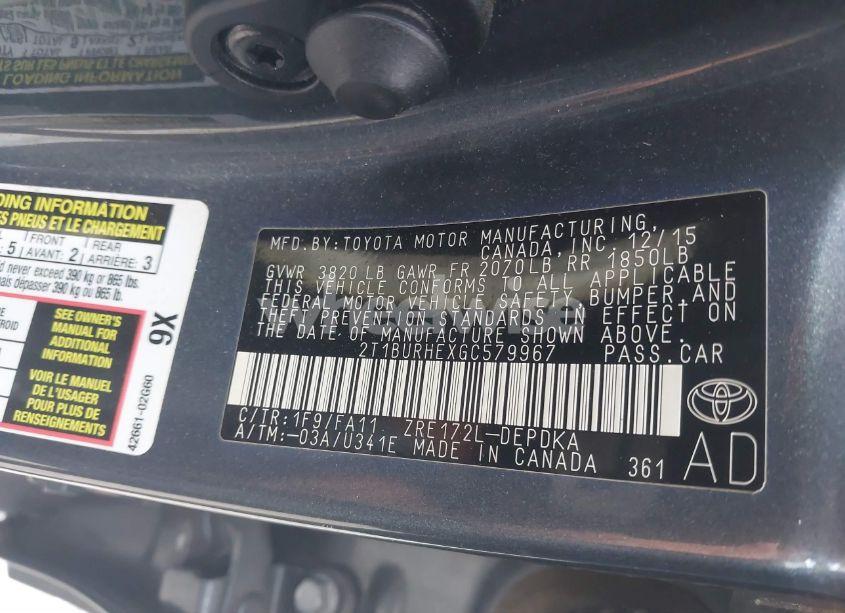 DING INFORMATION
ES PNEUS ET LE CHARGEMENT
5 FRONT AVANT: 2 REAR ARRIÈRE: 3
d never exceed 390 kg or 865 lbs.
mais dépasser 390 kg ou 865 lb.
SEE OWNER'S
MANUAL FOR
ADDITIONAL
INFORMATION
VOIR LE MANUEL
DE L'USAGER
POUR PLUS DE
RENSEIGNEMENTS
9X
42661-02G60
MFD.BY:TOYOTA MOTOR MANUFACTURING,
CANADA,INC. 12/15
GVWR 3820 LB GAWR FR 2070LB RR 1850LB
THIS VEHICLE CONFORMS TO ALL APPLICABLE
FEDERAL MOTOR VEHICLE SAFETY, BUMPER,AND
THEFT PREVENTION STANDARDS IN EFFECT ON
THE DATE OF MANUFACTURE SHOWN ABOVE.
2T1BURHEXGC579967 PASS.CAR
C/TR:1F9/FA11 ZRE172L-DEPDKA
A/TM:-03A/U341E MADE IN CANADA 361
AD